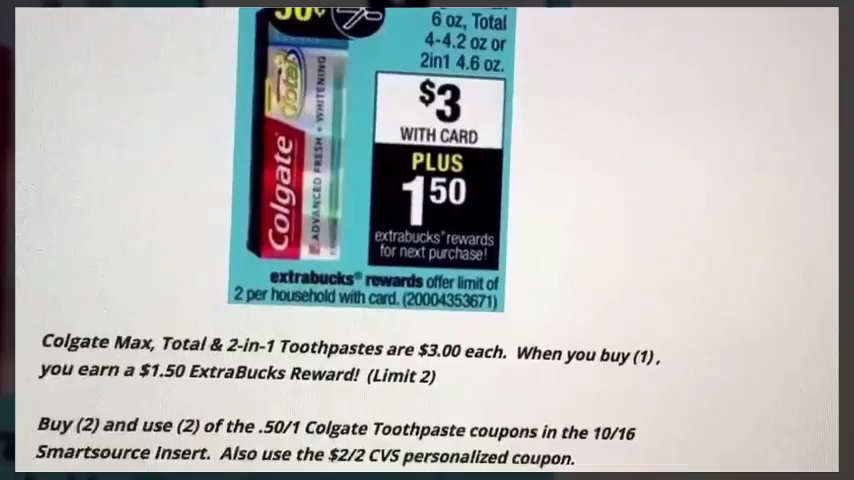 50¢
6 oz, Total
4-4.2 oz or
2in1 4.6 oz.
$3
WITH CARD
PLUS
1 50
extrabucks® rewards
for next purchase!
Colgate
Total
ADVANCED FRESH + WHITENING
extrabucks® rewards offer limit of
2 per household with card. (20004353671)
Colgate Max, Total & 2-in-1 Toothpastes are $3.00 each. When you buy (1),
you earn a $1.50 ExtraBucks Reward! (Limit 2)
Buy (2) and use (2) of the .50/1 Colgate Toothpaste coupons in the 10/16
Smartsource Insert. Also use the $2/2 CVS personalized coupon.